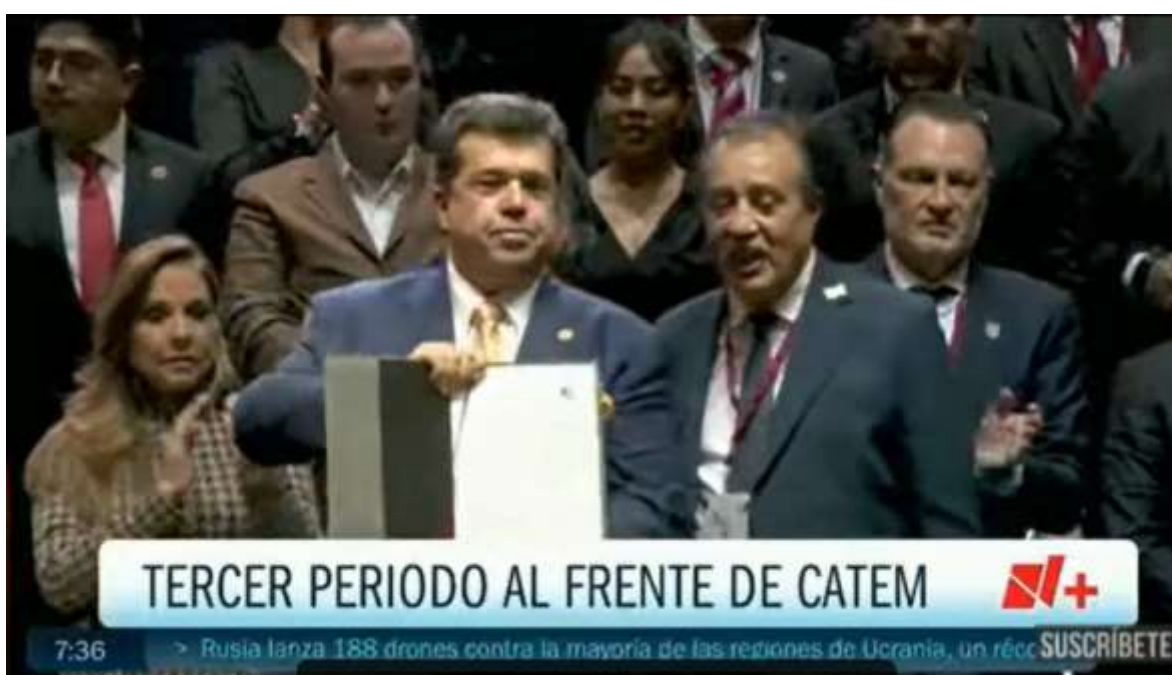 TERCER PERIODO AL FRENTE DE CATEM
N+
7:36 > Rusia lanza 188 drones contra la mayoría de las regiones de Ucrania, un réco
SUSCRÍBETE